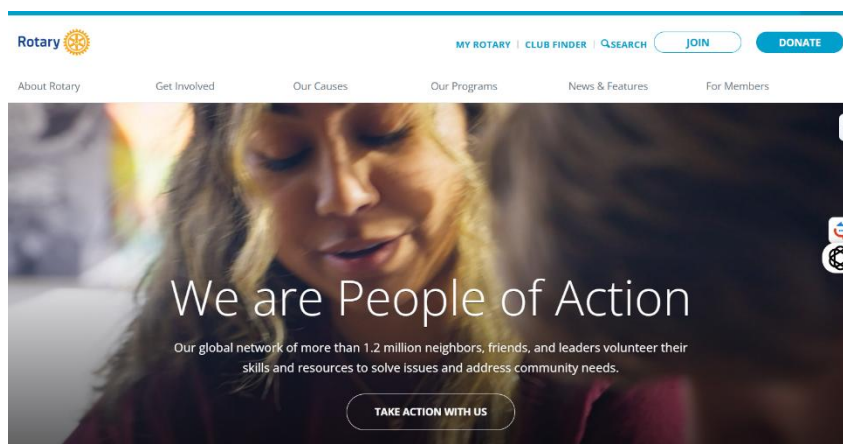 Rotary
MY ROTARY | CLUB FINDER | SEARCH JOIN DONATE
About Rotary Get Involved Our Causes Our Programs News & Features For Members
We are People of Action
Our global network of more than 1.2 million neighbors, friends, and leaders volunteer their
skills and resources to solve issues and address community needs.
TAKE ACTION WITH US